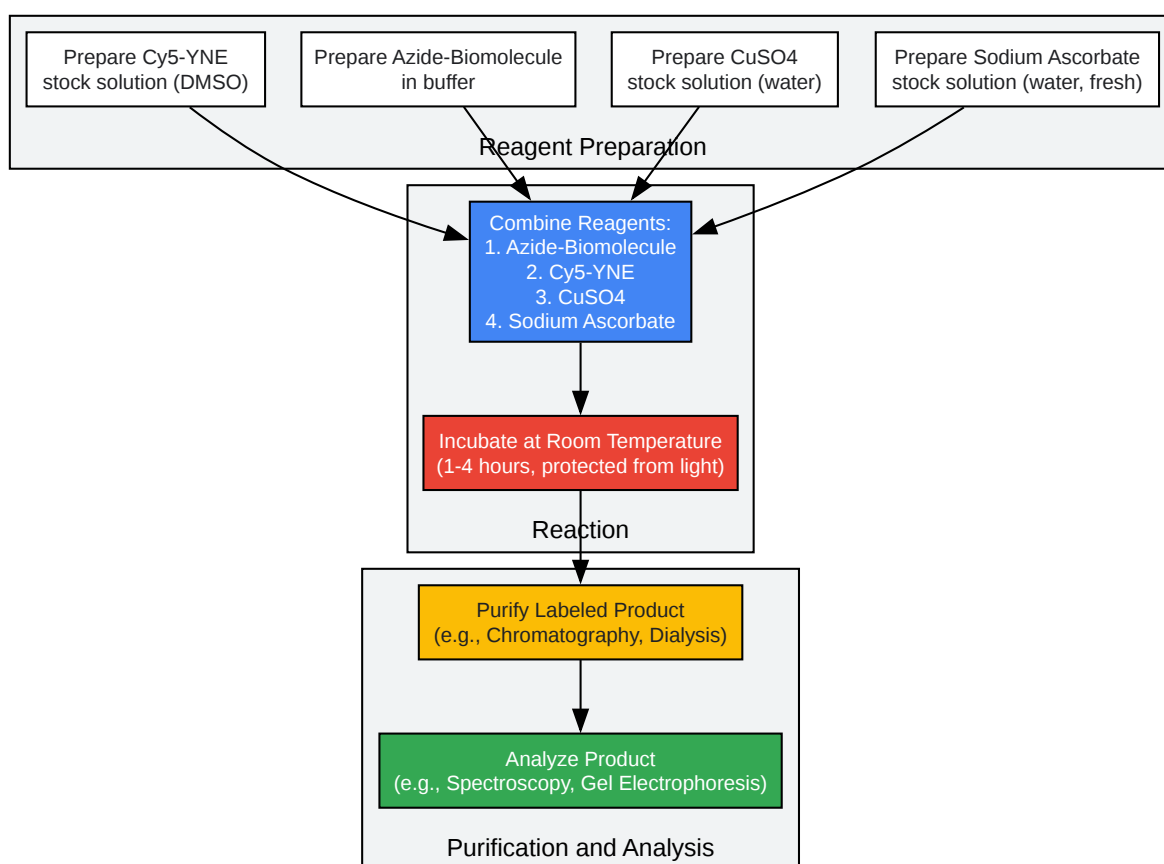 Prepare Cy5-YNE
stock solution (DMSO)
Prepare Azide-Biomolecule
in buffer
Prepare CuSO4
stock solution (water)
Prepare Sodium Ascorbate
stock solution (water, fresh)
Reagent Preparation
Combine Reagents:
1. Azide-Biomolecule
2. Cy5-YNE
3. CuSO4
4. Sodium Ascorbate
Incubate at Room Temperature
(1-4 hours, protected from light)
Reaction
Purify Labeled Product
(e.g., Chromatography, Dialysis)
Analyze Product
(e.g., Spectroscopy, Gel Electrophoresis)
Purification and Analysis